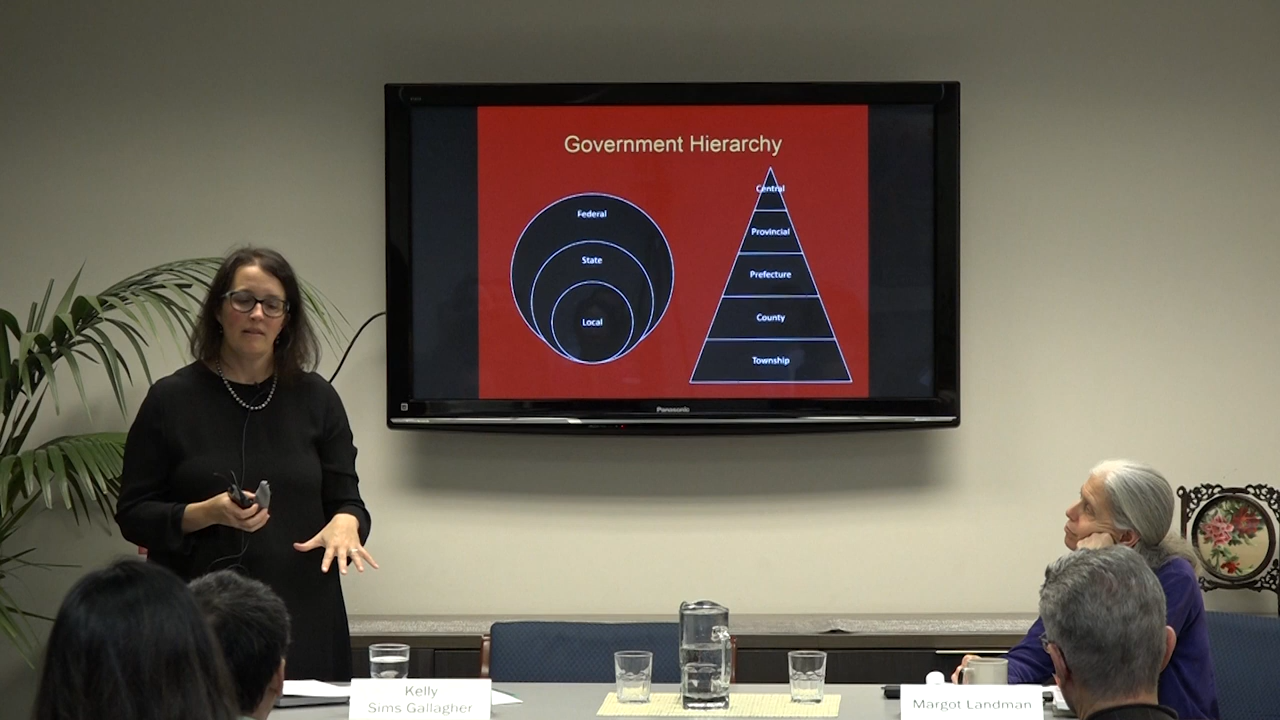 Government Hierarchy
Federal
State
Local
Central
Provincial
Prefecture
County
Township
Panasonic
Kelly
Sims Gallagher
Margot Landman